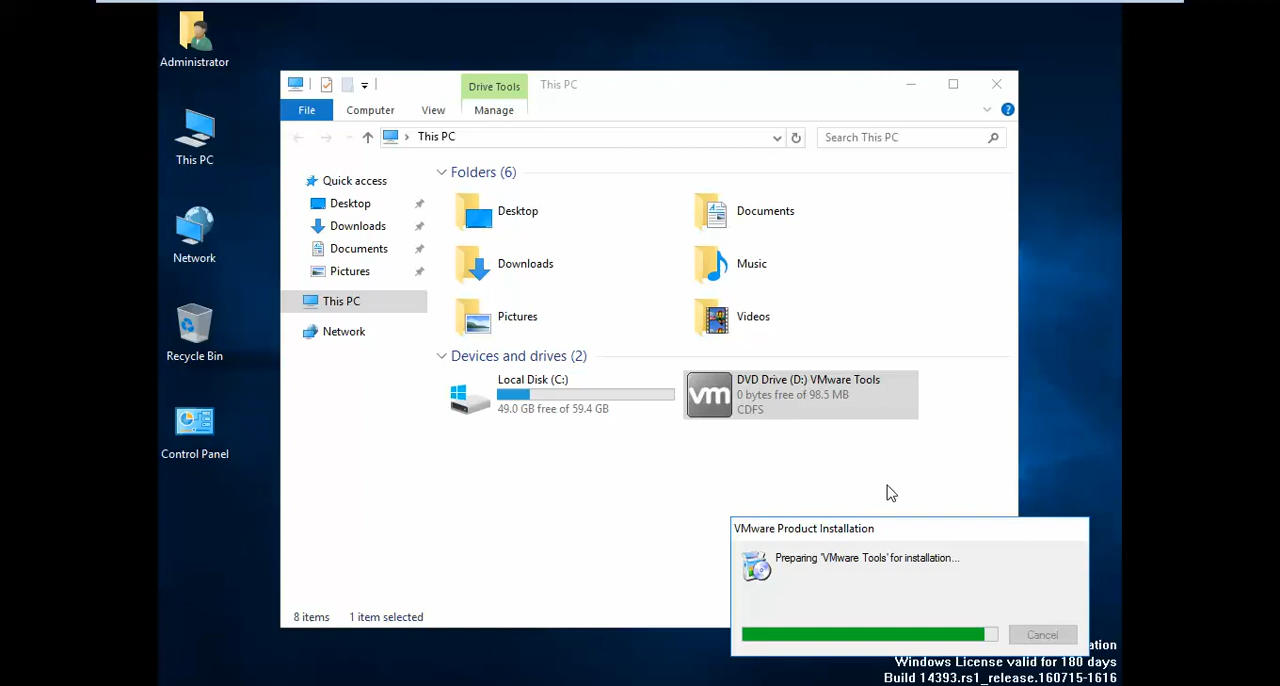 Administrator
This PC
Network
Recycle Bin
Control Panel
Drive Tools
This PC
File
Computer
View
Manage
This PC
Search This PC
Quick access
Desktop
Downloads
Documents
Pictures
This PC
Network
Folders (6)
Desktop
Documents
Downloads
Music
Pictures
Videos
Devices and drives (2)
Local Disk (C:)
49.0 GB free of 59.4 GB
vm
DVD Drive (D:) VMware Tools
0 bytes free of 98.5 MB
CDFS
8 items
1 item selected
VMware Product Installation
Preparing 'VMware Tools' for installation...
Cancel
Windows License valid for 180 days
Build 14393.rs1_release.160715-1616